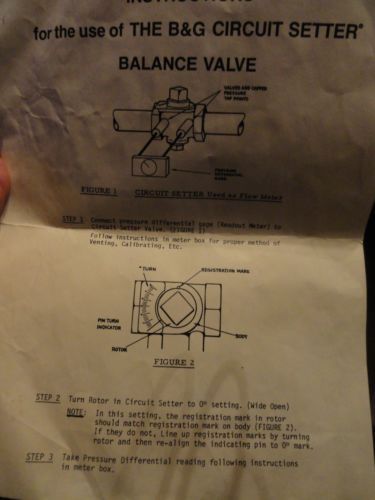 INSTRUCTIONS
for the use of THE B&G CIRCUIT SETTER®
BALANCE VALVE
VALVES AND CAPPED
PRESSURE
TAP POINTS
PRESSURE
DIFFERENTIAL
FIGURE 1 CIRCUIT SETTER Used as Flow Meter
STEP 1 Connect pressure differential gage (Readout Meter) to
Circuit Setter Valve. (FIGURE 1)
Follow instructions in meter box for proper method of
Venting, Calibrating, Etc.
° TURN
REGISTRATION MARK
PIN TURN
INDICATOR
ROTOR
BODY
FIGURE 2
STEP 2 Turn Rotor in Circuit Setter to 0° setting. (Wide Open)
NOTE: In this setting, the registration mark in rotor
should match registration mark on body (FIGURE 2).
If they do not, Line up registration marks by turning
rotor and then re-align the indicating pin to 0° mark.
STEP 3 Take Pressure Differential reading following instructions
in meter box.